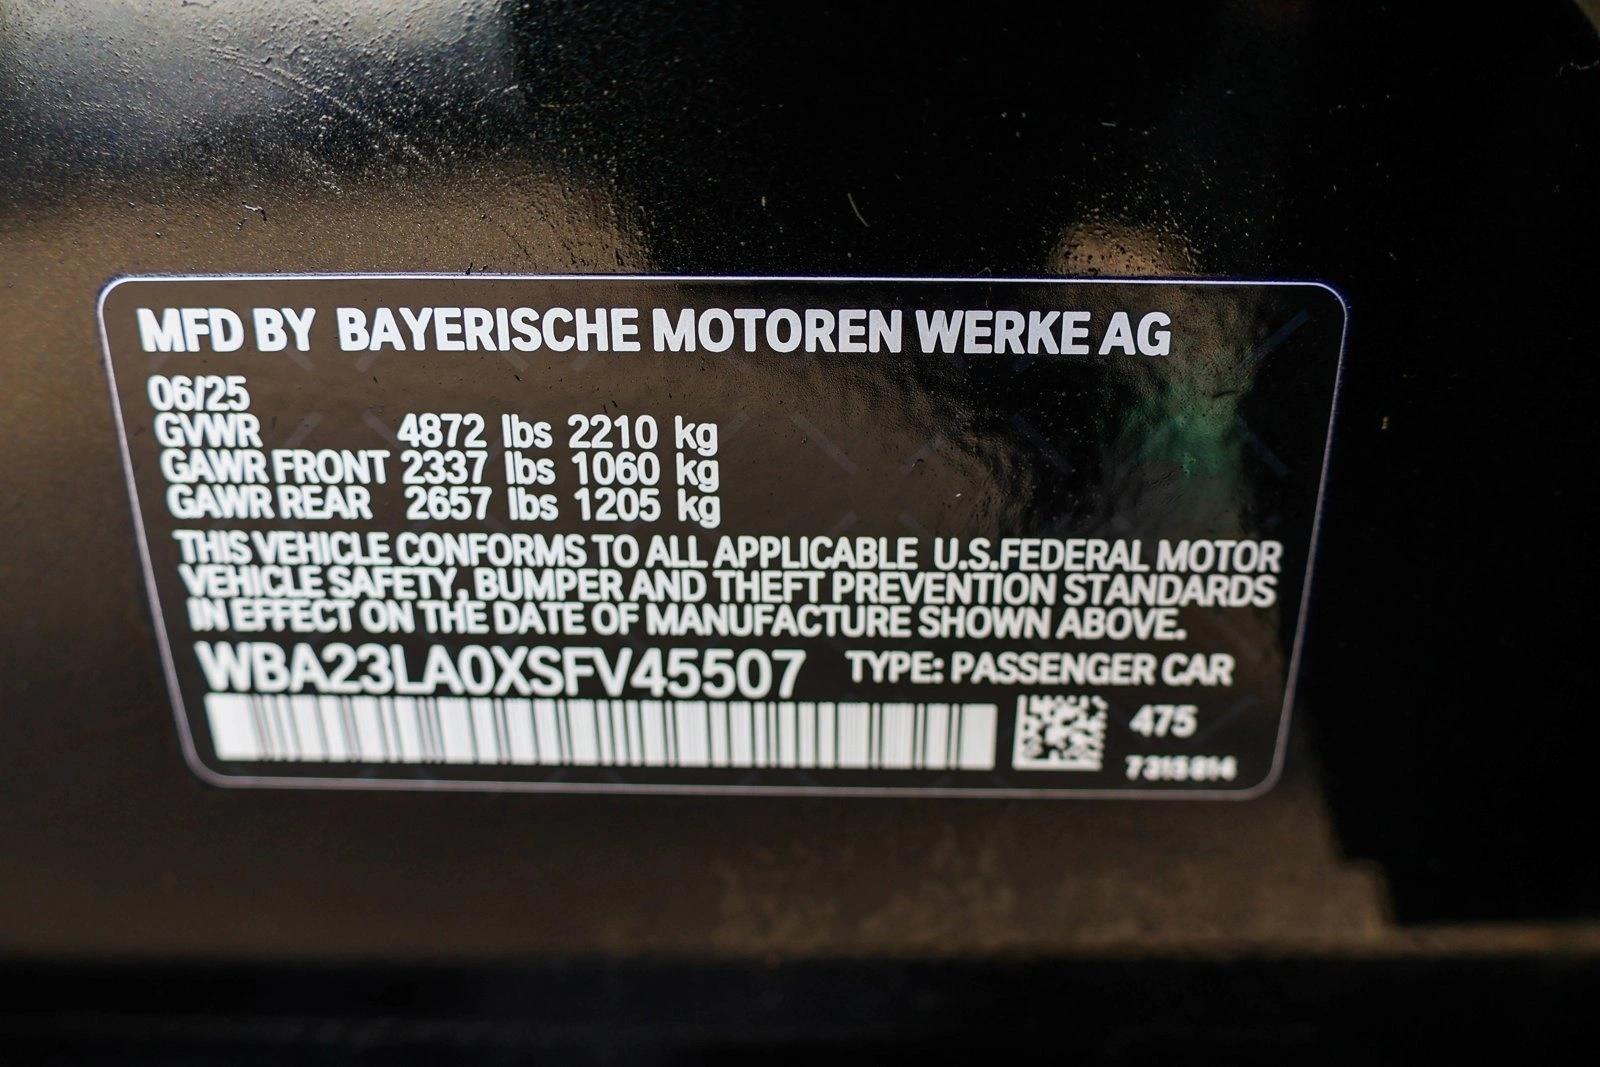 MFD BY BAYERISCHE MOTOREN WERKE AG
06/25
GVWR 4872 lbs 2210 kg
GAWR FRONT 2337 lbs 1060 kg
GAWR REAR 2657 lbs 1205 kg
THIS VEHICLE CONFORMS TO ALL APPLICABLE U.S.FEDERAL MOTOR
VEHICLE SAFETY, BUMPER AND THEFT PREVENTION STANDARDS
IN EFFECT ON THE DATE OF MANUFACTURE SHOWN ABOVE.
WBA23LA0XSFV45507 TYPE: PASSENGER CAR
475
7315814